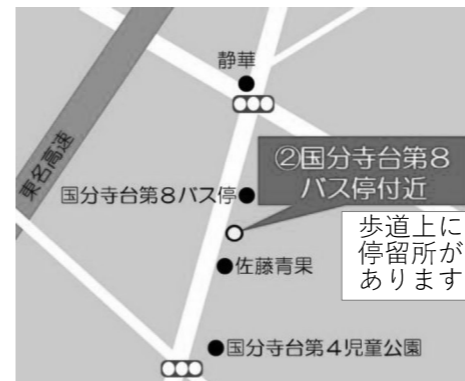 静華
東名高速
②国分寺台第８
バス停付近
国分寺台第８バス停
歩道上に
停留所が
あります
佐藤青果
国分寺台第４児童公園